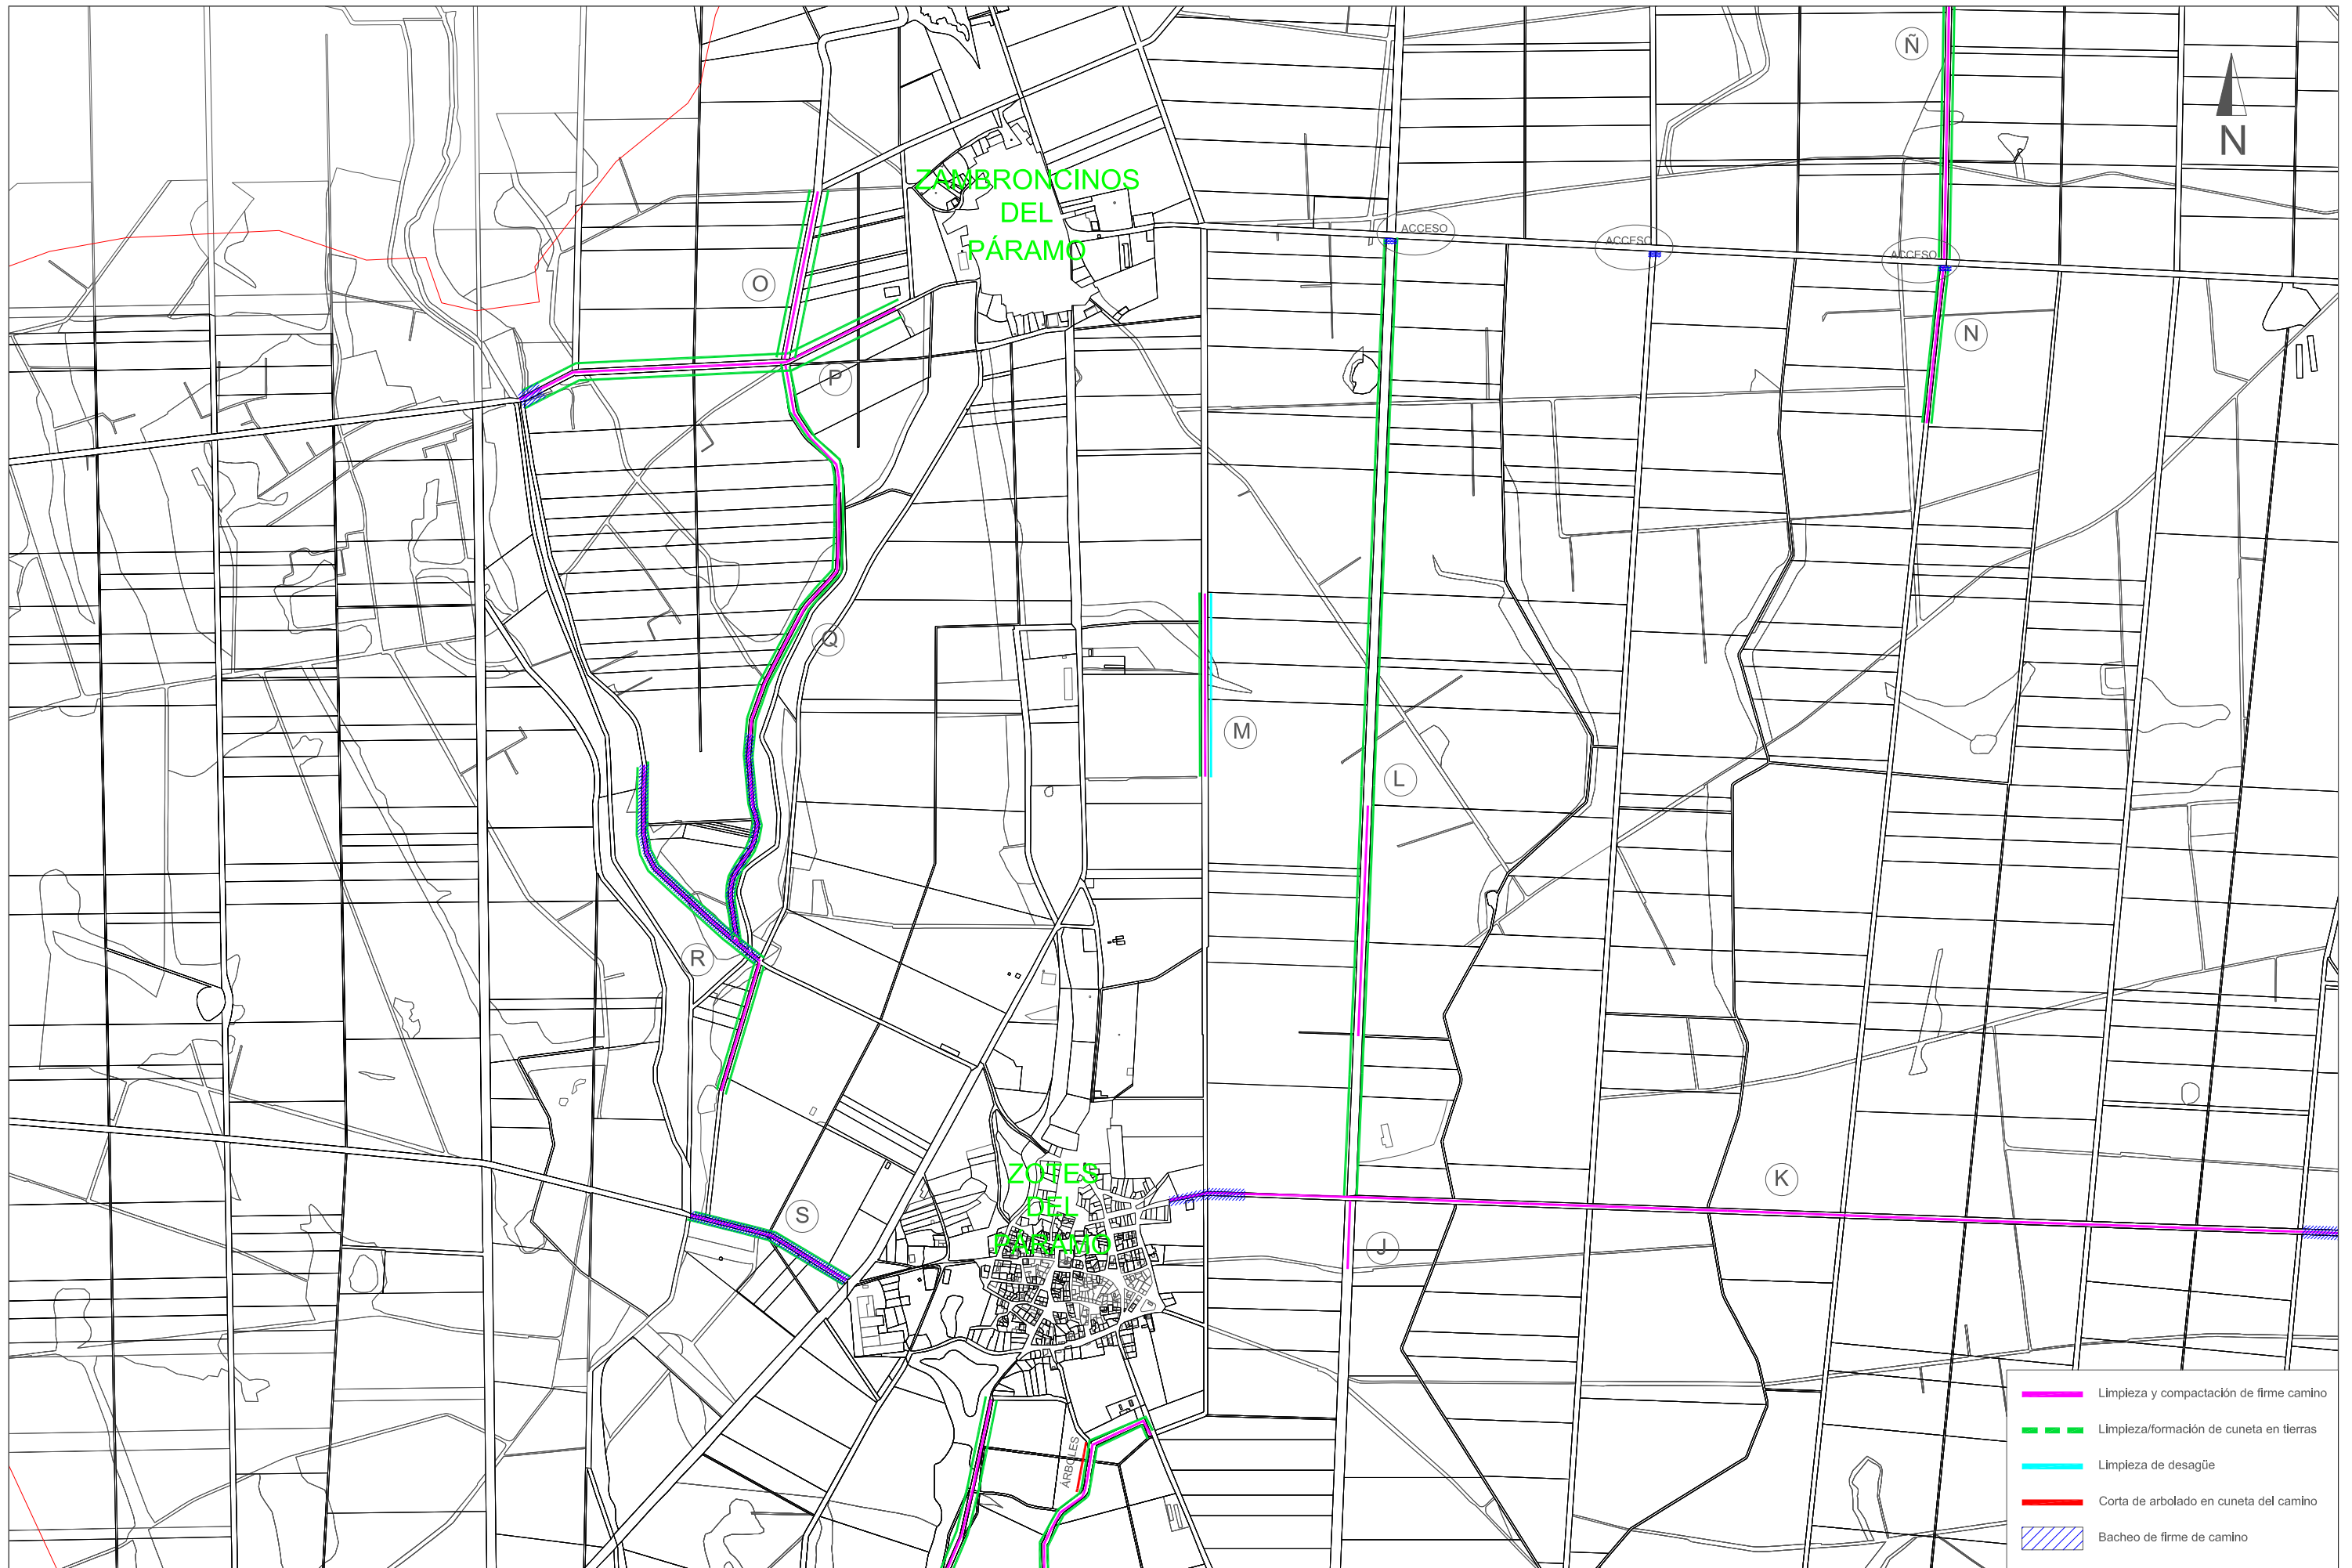 Ñ
N
ZAMBRONCINOS
DEL
PÁRAMO
ACCESO
ACCESO
ACCESO
O
N
P
Q
M
L
R
K
ZOTES
DEL
PÁRAMO
S
J
ÁRBOLES
Limpieza y compactación de firme camino
Limpieza/formación de cuneta en tierras
Limpieza de desagüe
Corta de arbolado en cuneta del camino
Bacheo de firme de camino